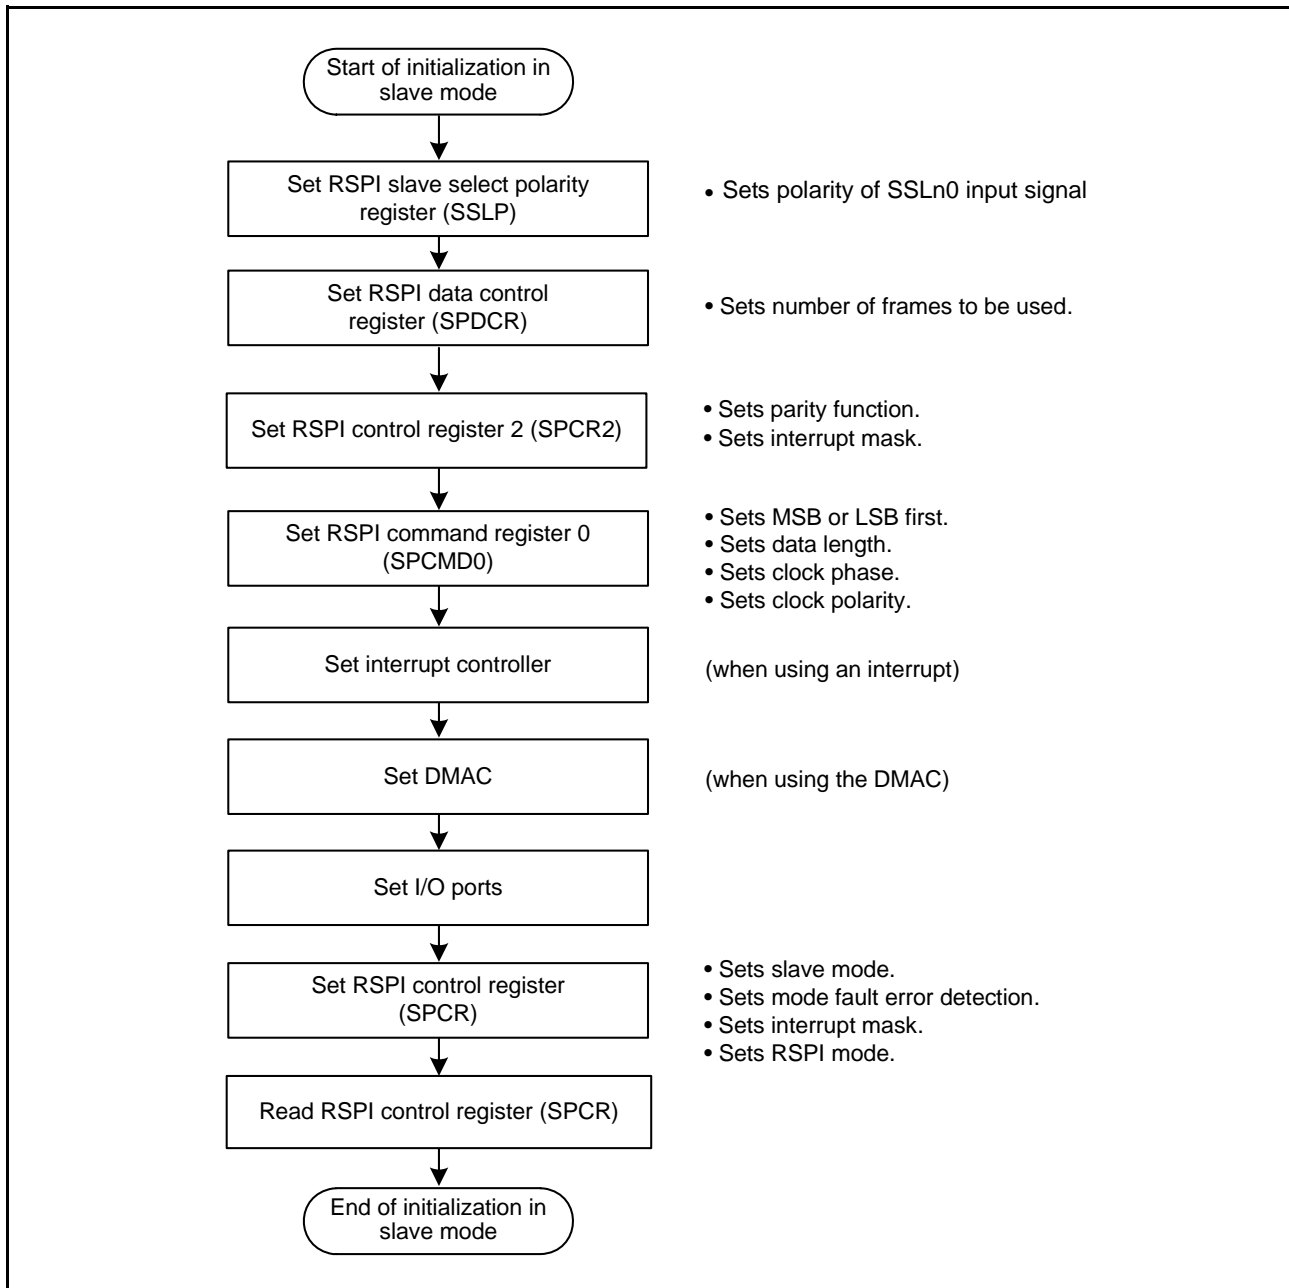 Start of initialization in
slave mode
Set RSPI slave select polarity
register (SSLP)
• Sets polarity of SSLn0 input signal
Set RSPI data control
register (SPDCR)
• Sets number of frames to be used.
Set RSPI control register 2 (SPCR2)
• Sets parity function.
• Sets interrupt mask.
Set RSPI command register 0
(SPCMD0)
• Sets MSB or LSB first.
• Sets data length.
• Sets clock phase.
• Sets clock polarity.
Set interrupt controller
(when using an interrupt)
Set DMAC
(when using the DMAC)
Set I/O ports
Set RSPI control register
(SPCR)
• Sets slave mode.
• Sets mode fault error detection.
• Sets interrupt mask.
• Sets RSPI mode.
Read RSPI control register (SPCR)
End of initialization in
slave mode